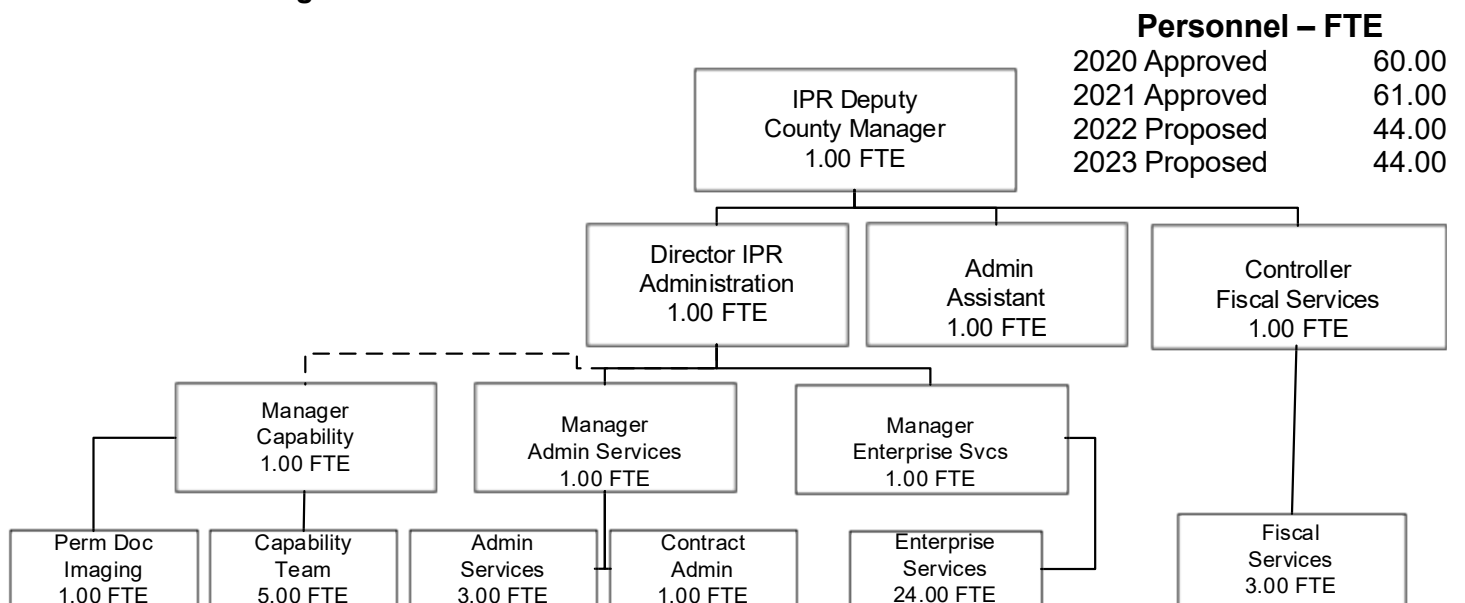 Personnel – FTE
2020 Approved 60.00
2021 Approved 61.00
2022 Proposed 44.00
2023 Proposed 44.00
IPR Deputy
County Manager
1.00 FTE
Director IPR
Administration
1.00 FTE
Admin
Assistant
1.00 FTE
Controller
Fiscal Services
1.00 FTE
Manager
Capability
1.00 FTE
Manager
Admin Services
1.00 FTE
Manager
Enterprise Svcs
1.00 FTE
Perm Doc
Imaging
1.00 FTE
Capability
Team
5.00 FTE
Admin
Services
3.00 FTE
Contract
Admin
1.00 FTE
Enterprise
Services
24.00 FTE
Fiscal
Services
3.00 FTE